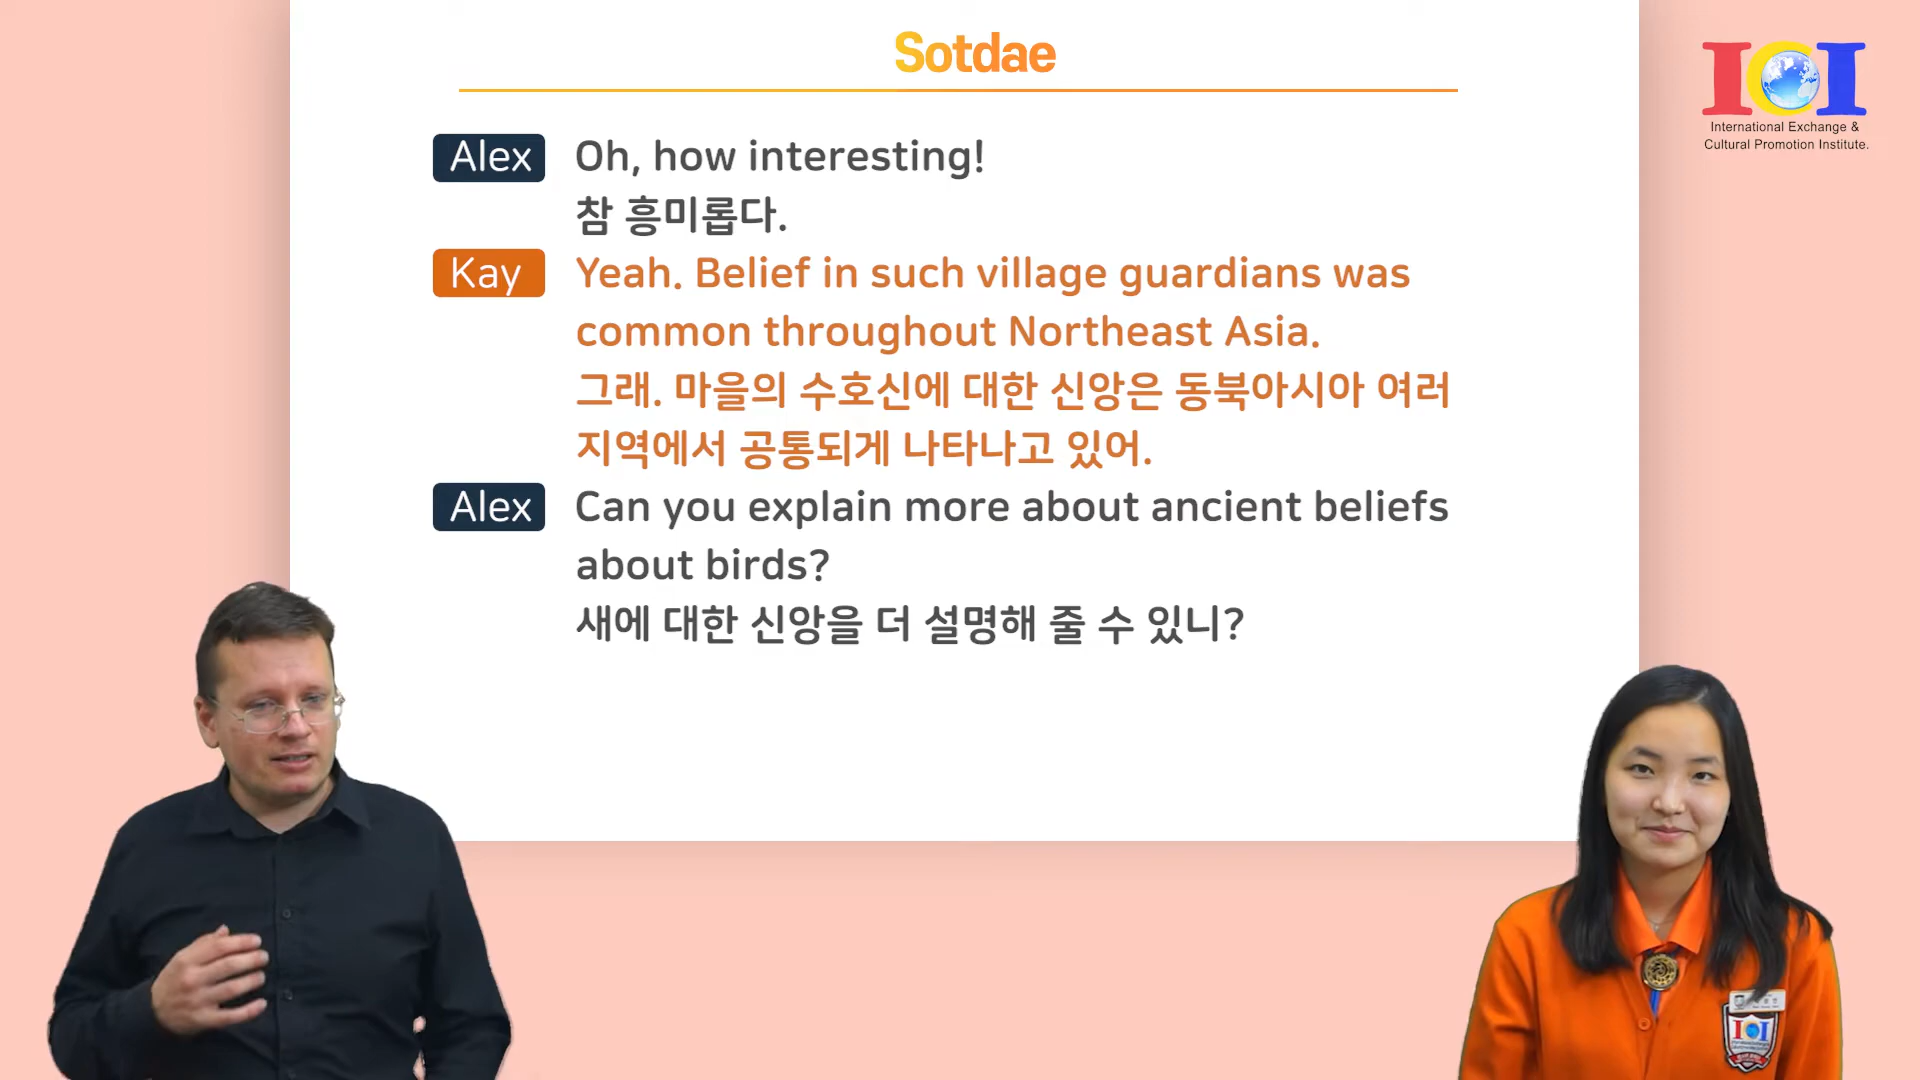 Sotdae
ICI
International Exchange &
Cultural Promotion Institute.
Alex Oh, how interesting!
참 흥미롭다.
Kay Yeah. Belief in such village guardians was
common throughout Northeast Asia.
그래. 마을의 수호신에 대한 신앙은 동북아시아 여러
지역에서 공통되게 나타나고 있어.
Alex Can you explain more about ancient beliefs
about birds?
새에 대한 신앙을 더 설명해 줄 수 있니?
ICI